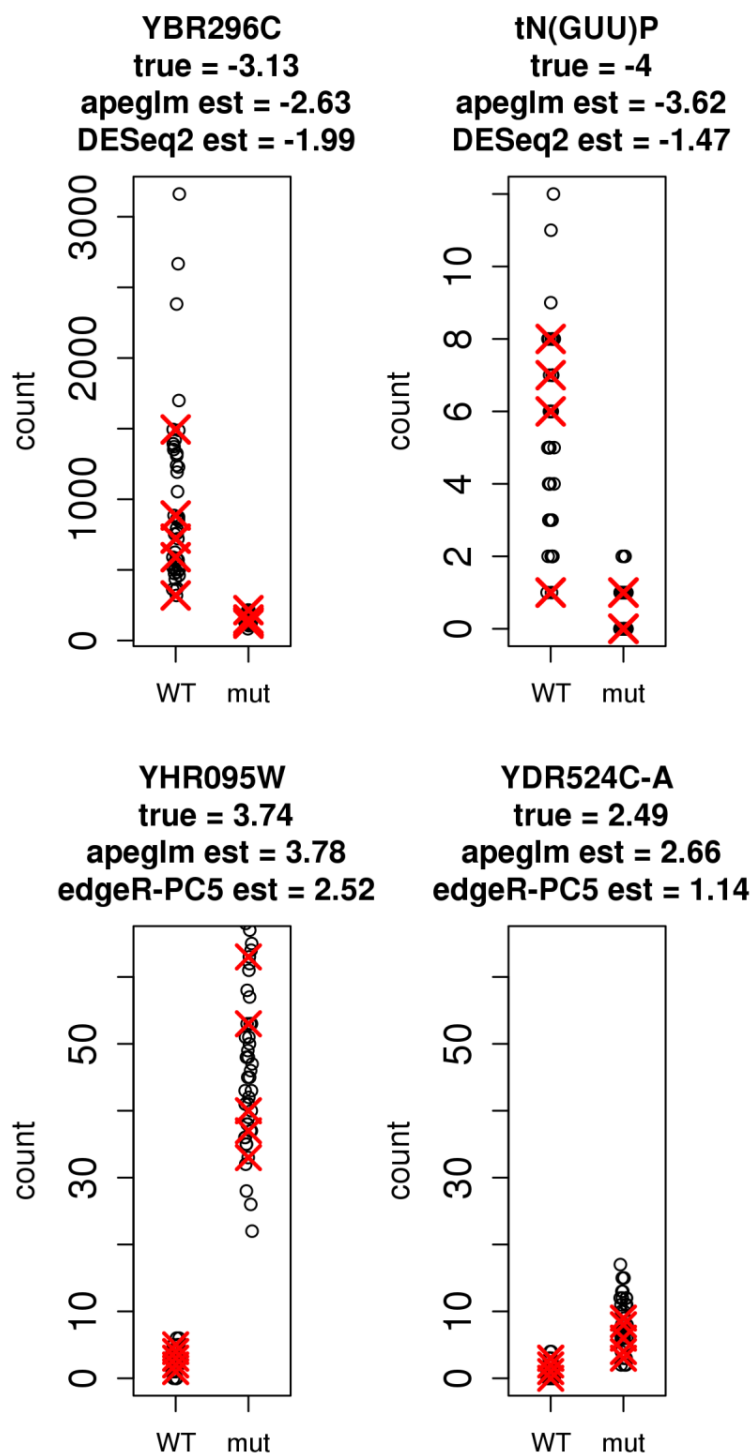 YBR296C
true = -3.13
apeglm est = -2.63
DESeq2 est = -1.99
count
3000
2000
1000
0
WT mut
tN(GUU)P
true = -4
apeglm est = -3.62
DESeq2 est = -1.47
count
10
8
6
4
2
0
WT mut
YHR095W
true = 3.74
apeglm est = 3.78
edgeR-PC5 est = 2.52
count
50
30
10
0
WT mut
YDR524C-A
true = 2.49
apeglm est = 2.66
edgeR-PC5 est = 1.14
count
50
30
10
0
WT mut